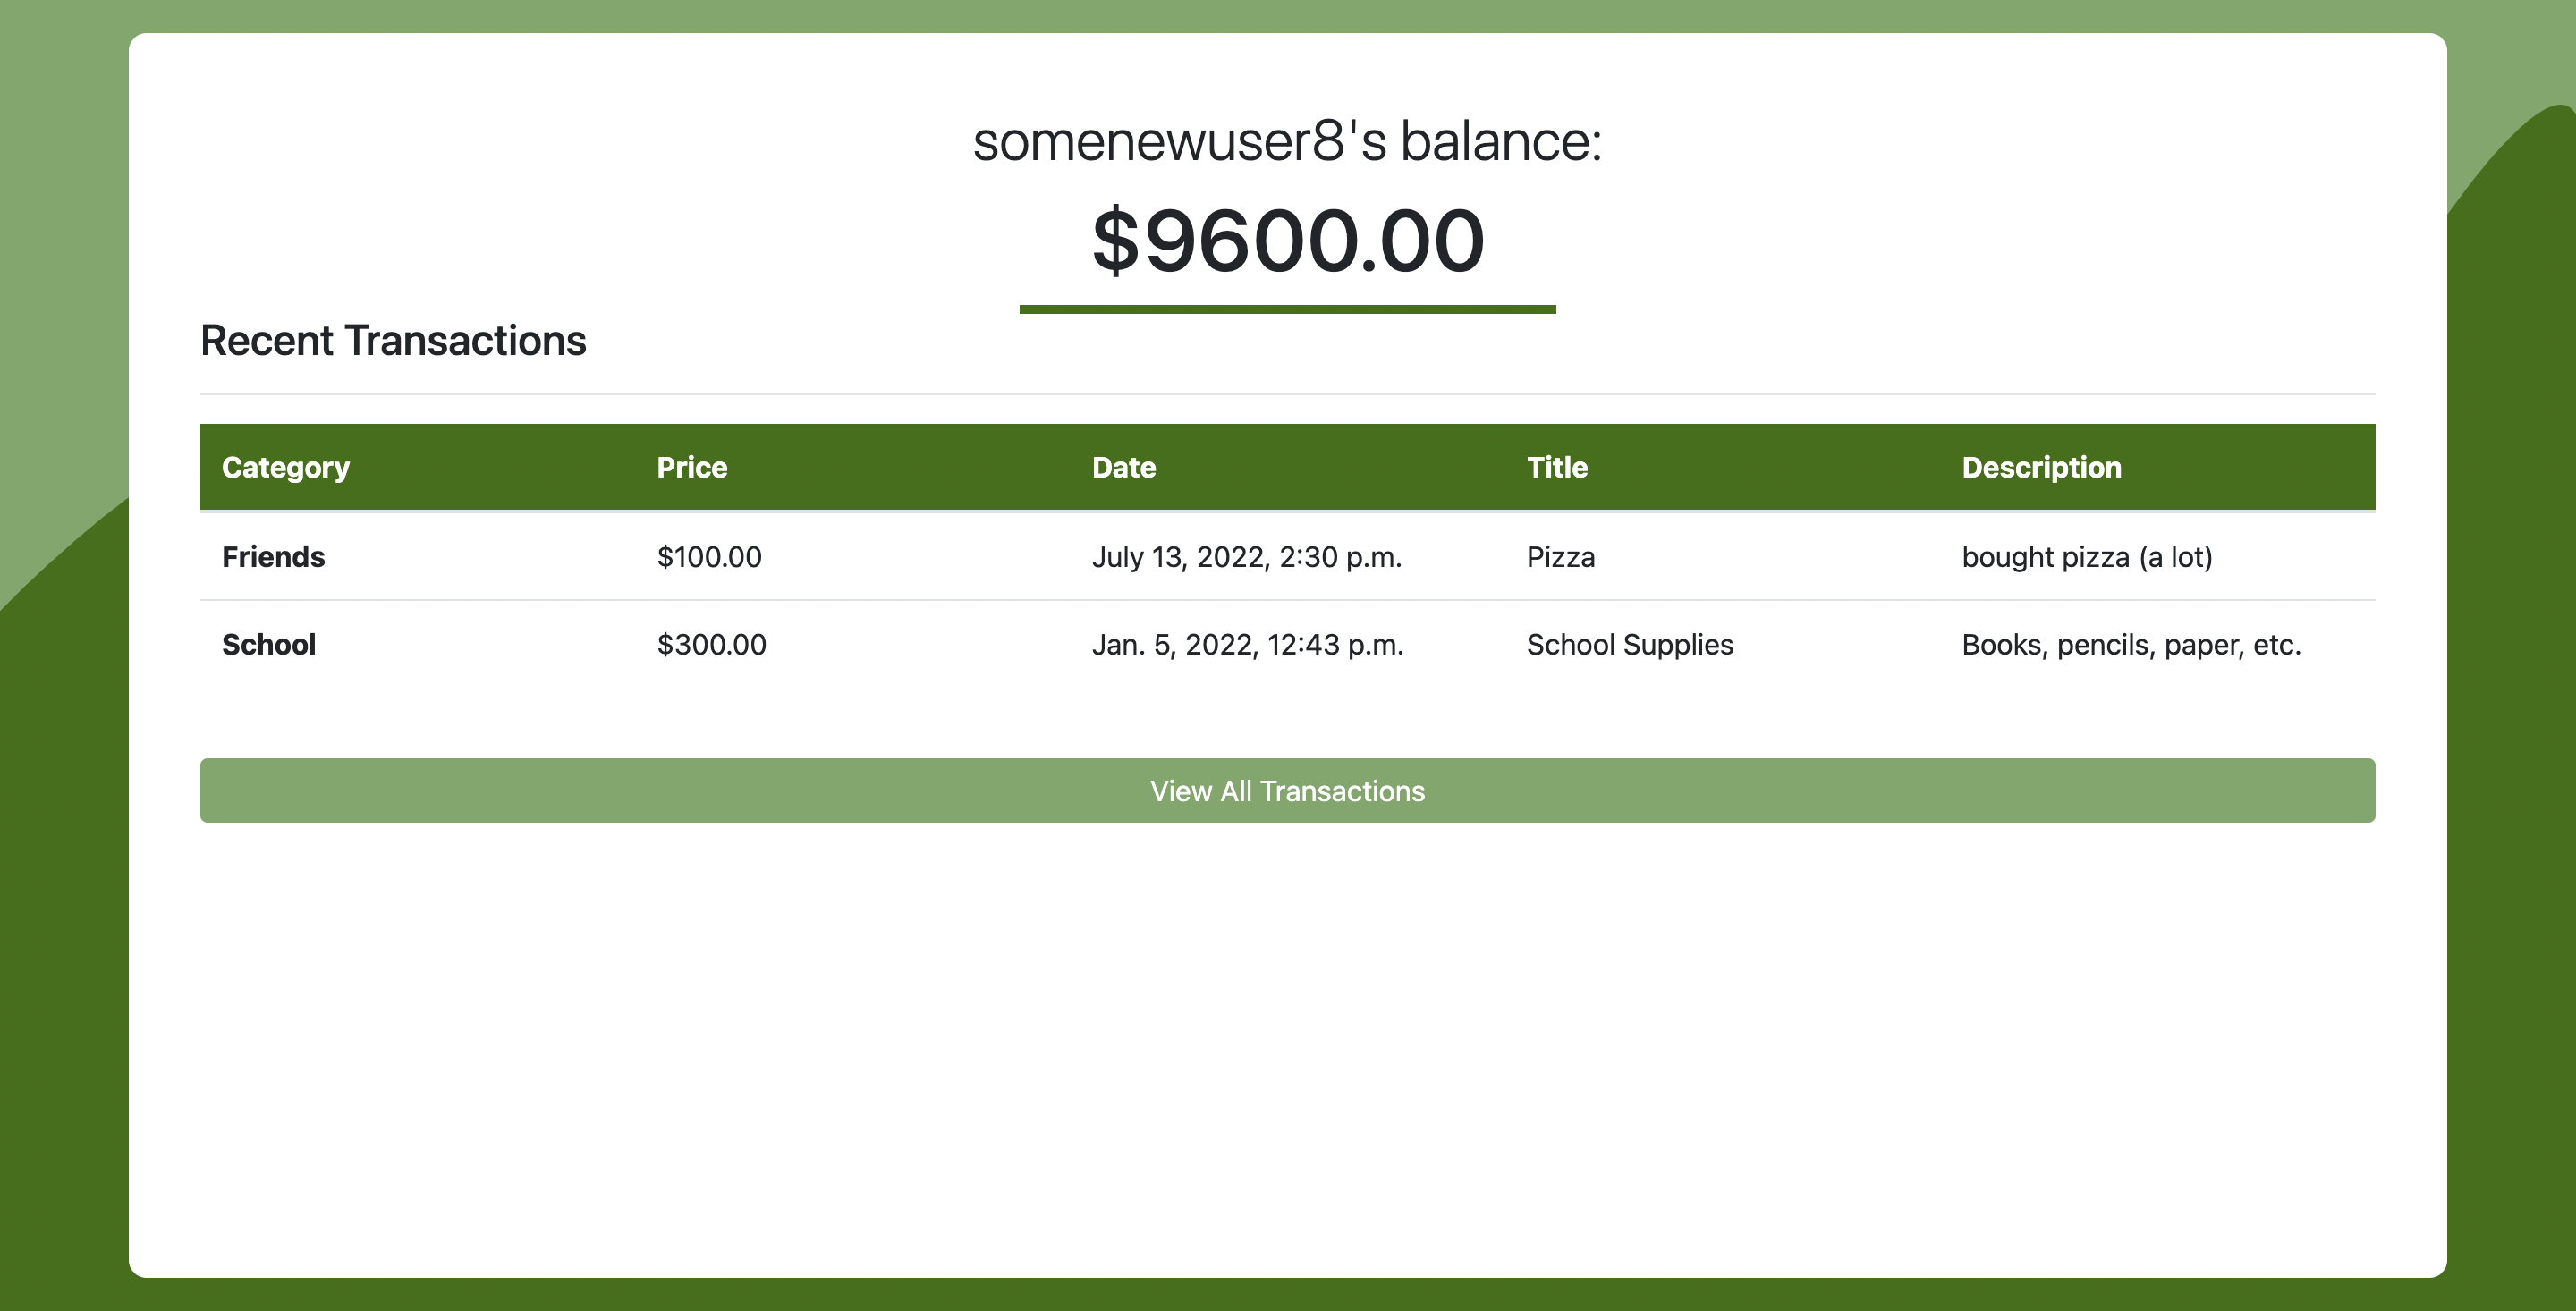 somenewuser8's balance:
$9600.00
Recent Transactions
Category Price Date Title Description
Friends $100.00 July 13, 2022, 2:30 p.m. Pizza bought pizza (a lot)
School $300.00 Jan. 5, 2022, 12:43 p.m. School Supplies Books, pencils, paper, etc.
View All Transactions